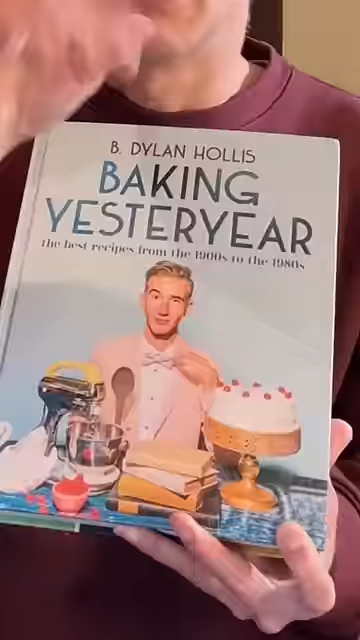 B. DYLAN HOLLIS
BAKING
YESTERYEAR
the best recipes from the 1900s to the 1980s